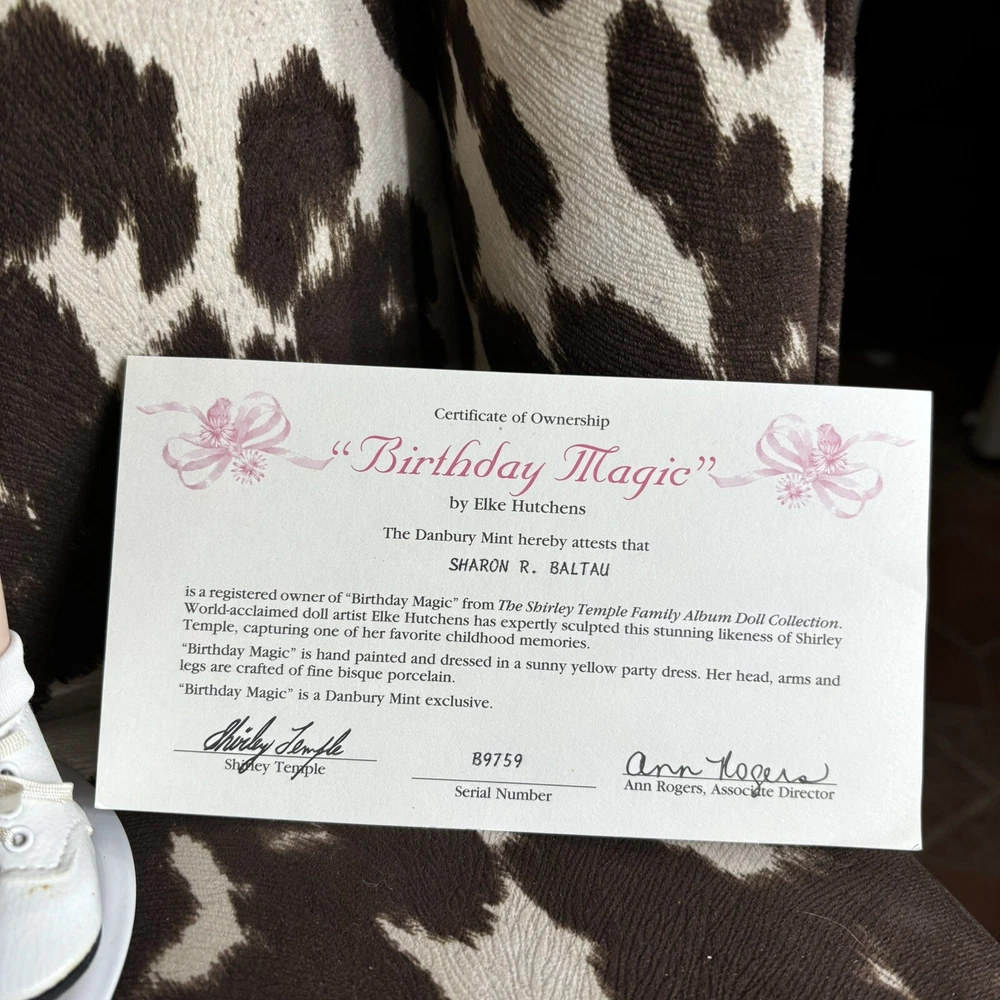 Certificate of Ownership
“Birthday Magic”
by Elke Hutchens
The Danbury Mint hereby attests that
SHARON R. BALTAU
is a registered owner of “Birthday Magic” from The Shirley Temple Family Album Doll Collection.
World-acclaimed doll artist Elke Hutchens has expertly sculpted this stunning likeness of Shirley
Temple, capturing one of her favorite childhood memories.
“Birthday Magic” is hand painted and dressed in a sunny yellow party dress. Her head, arms and
legs are crafted of fine bisque porcelain.
“Birthday Magic” is a Danbury Mint exclusive.
Shirley Temple
Shirley Temple
B9759
Serial Number
Ann Rogers
Ann Rogers, Associate Director